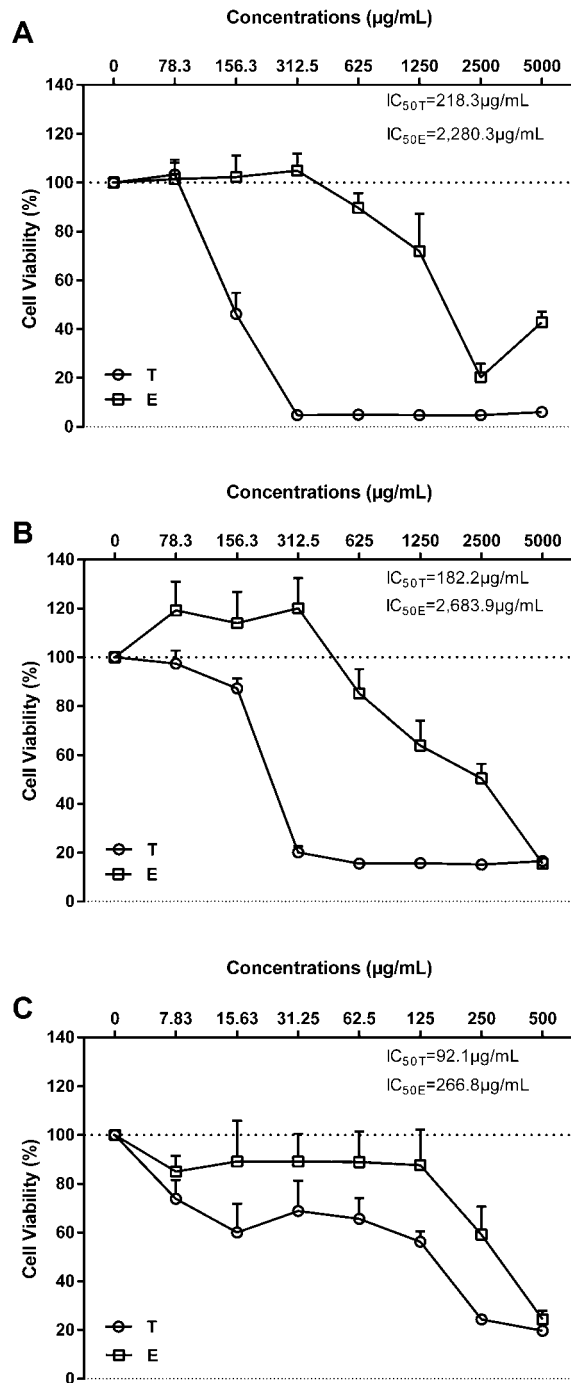 Concentrations (µg/mL)
A
0 78.3 156.3 312.5 625 1250 2500 5000
140
120
100
80
60
40
20
0
Cell Viability (%)
IC50T=218.3µg/mL
IC50E=2,280.3µg/mL
T
E
Concentrations (µg/mL)
B
0 78.3 156.3 312.5 625 1250 2500 5000
140
120
100
80
60
40
20
0
Cell Viability (%)
IC50T=182.2µg/mL
IC50E=2,683.9µg/mL
T
E
Concentrations (µg/mL)
C
0 7.83 15.63 31.25 62.5 125 250 500
140
120
100
80
60
40
20
0
Cell Viability (%)
IC50T=92.1µg/mL
IC50E=266.8µg/mL
T
E